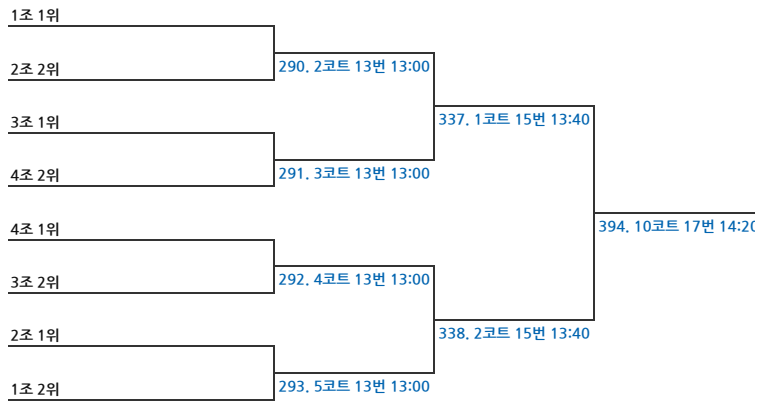 1조 1위
290. 2코트 13번 13:00
2조 2위
337. 1코트 15번 13:40
3조 1위
291. 3코트 13번 13:00
4조 2위
394. 10코트 17번 14:20
4조 1위
292. 4코트 13번 13:00
3조 2위
338. 2코트 15번 13:40
2조 1위
293. 5코트 13번 13:00
1조 2위